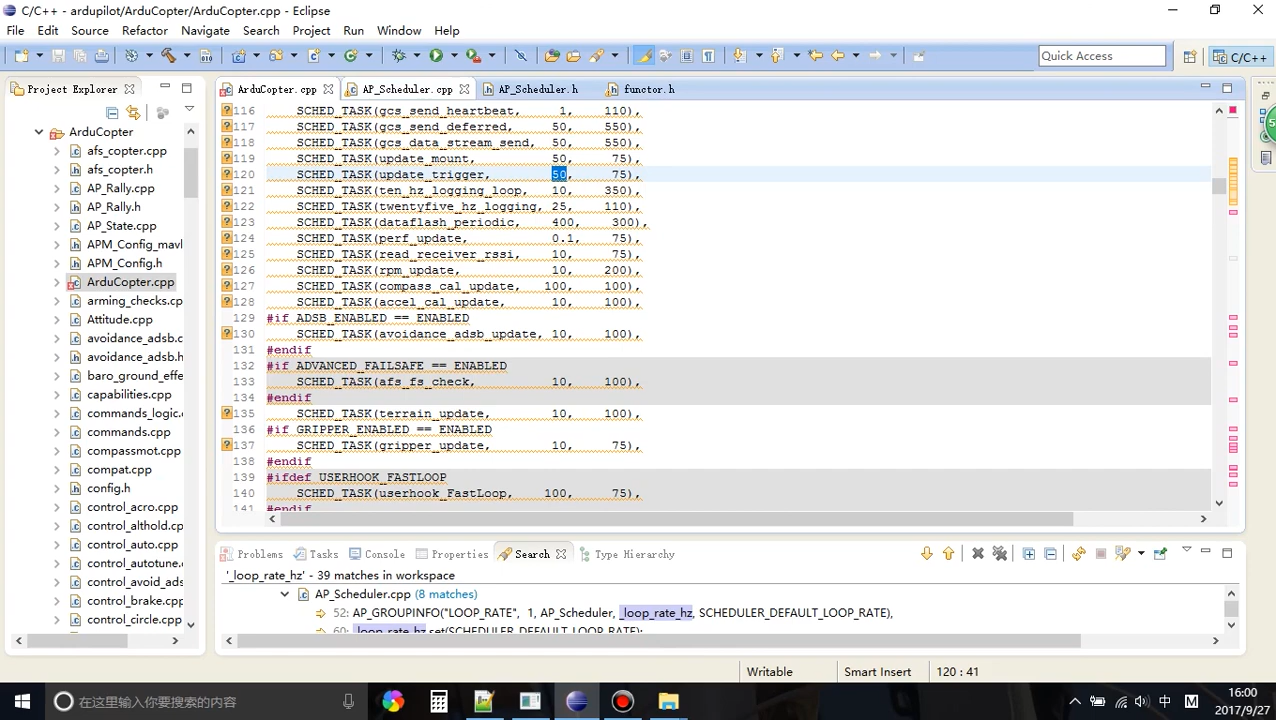 C/C++ - ardupilot/ArduCopter/ArduCopter.cpp - Eclipse
File Edit Source Refactor Navigate Search Project Run Window Help
Quick Access
C/C++
Project Explorer
ArduCopter
afs_copter.cpp
afs_copter.h
AP_Rally.cpp
AP_Rally.h
AP_State.cpp
APM_Config_mavl
APM_Config.h
ArduCopter.cpp
arming_checks.cp
Attitude.cpp
avoidance_adsb.c
avoidance_adsb.h
baro_ground_effe
capabilities.cpp
commands_logic.c
commands.cpp
compassmot.cpp
compat.cpp
config.h
control_acro.cpp
control_althold.cp
control_auto.cpp
control_autotune.c
control_avoid_ads
control_brake.cpp
control_circle.cpp
ArduCopter.cpp AP_Scheduler.cpp AP_Scheduler.h functor.h
116 SCHED_TASK(gcs_send_heartbeat, 1, 110),
117 SCHED_TASK(gcs_send_deferred, 50, 550),
118 SCHED_TASK(gcs_data_stream_send, 50, 550),
119 SCHED_TASK(update_mount, 50, 75),
120 SCHED_TASK(update_trigger, 50, 75),
121 SCHED_TASK(ten_hz_logging_loop, 10, 350),
122 SCHED_TASK(twentyfive_hz_logging, 25, 110),
123 SCHED_TASK(dataflash_periodic, 400, 300),
124 SCHED_TASK(perf_update, 0.1, 75),
125 SCHED_TASK(read_receiver_rssi, 10, 75),
126 SCHED_TASK(rpm_update, 10, 200),
127 SCHED_TASK(compass_cal_update, 100, 100),
128 SCHED_TASK(accel_cal_update, 10, 100),
129 #if ADSB_ENABLED == ENABLED
130 SCHED_TASK(avoidance_adsb_update, 10, 100),
131 #endif
132 #if ADVANCED_FAILSAFE == ENABLED
133 SCHED_TASK(afs_fs_check, 10, 100),
134 #endif
135 SCHED_TASK(terrain_update, 10, 100),
136 #if GRIPPER_ENABLED == ENABLED
137 SCHED_TASK(gripper_update, 10, 75),
138 #endif
139 #ifdef USERHOOK_FASTLOOP
140 SCHED_TASK(userhook_FastLoop, 100, 75),
141 #endif
Problems Tasks Console Properties Search Type Hierarchy
'_loop_rate_hz' - 39 matches in workspace
AP_Scheduler.cpp (8 matches)
52: AP_GROUPINFO("LOOP_RATE", 1, AP_Scheduler, _loop_rate_hz, SCHEDULER_DEFAULT_LOOP_RATE),
60: _loop_rate_hz.set(SCHEDULER_DEFAULT_LOOP_RATE);
Writable Smart Insert 120 : 41
在这里输入你要搜索的内容
中
M
16:00
2017/9/27